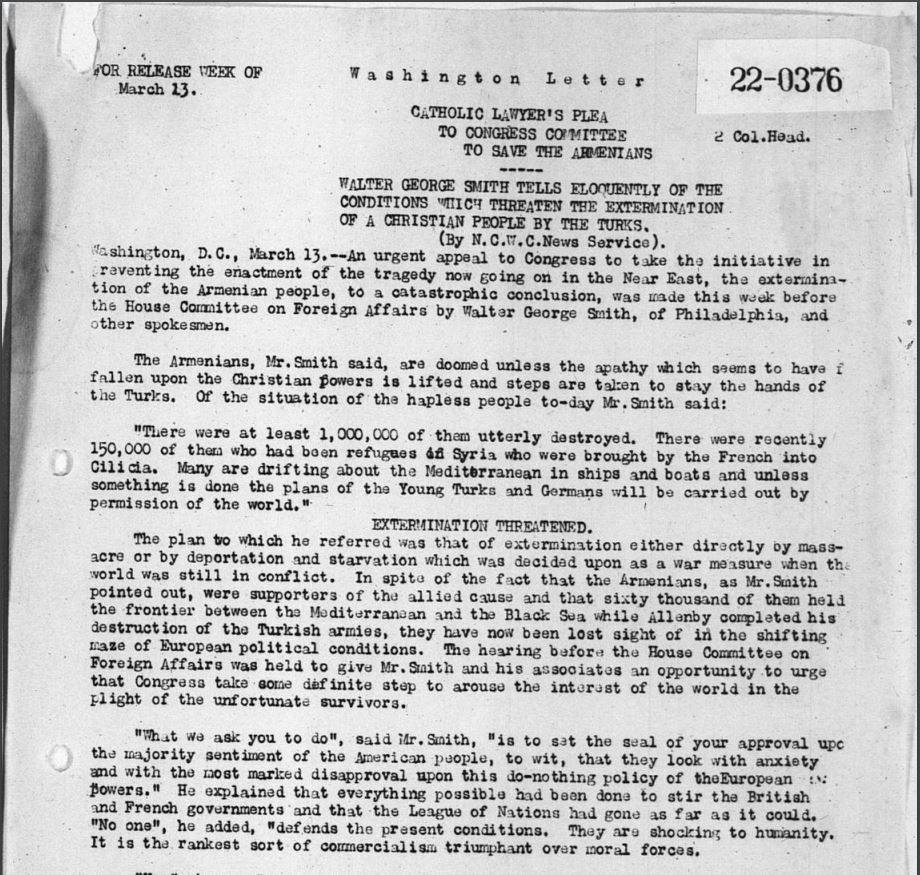 FOR RELEASE WEEK OF
March 13.
Washington Letter
22-0376
CATHOLIC LAWYER'S PLEA
TO CONGRESS COMMITTEE
TO SAVE THE ARMENIANS
2 Col.Head.
-----
WALTER GEORGE SMITH TELLS ELOQUENTLY OF THE
CONDITIONS WHICH THREATEN THE EXTERMINATION
OF A CHRISTIAN PEOPLE BY THE TURKS.
(By N.C.W.C.News Service).
Washington, D.C., March 13.--An urgent appeal to Congress to take the initiative in
reventing the enactment of the tragedy now going on in the Near East, the extermina-
tion of the Armenian people, to a catastrophic conclusion, was made this week before
the House Committee on Foreign Affairs by Walter George Smith, of Philadelphia, and
other spokesmen.
The Armenians, Mr.Smith said, are doomed unless the apathy which seems to have f
fallen upon the Christian powers is lifted and steps are taken to stay the hands of
the Turks. Of the situation of the hapless people to-day Mr.Smith said:
"There were at least 1,000,000 of them utterly destroyed. There were recently
150,000 of them who had been refugues in Syria who were brought by the French into
Cilicia. Many are drifting about the Mediterranean in ships and boats and unless
something is done the plans of the Young Turks and Germans will be carried out by
permission of the world."
EXTERMINATION THREATENED.
The plan to which he referred was that of extermination either directly by mass-
acre or by deportation and starvation which was decided upon as a war measure when the
world was still in conflict. In spite of the fact that the Armenians, as Mr.Smith
pointed out, were supporters of the allied cause and that sixty thousand of them held
the frontier between the Mediterranean and the Black Sea while Allenby completed his
destruction of the Turkish armies, they have now been lost sight of in the shifting
maze of European political conditions. The hearing before the House Committee on
Foreign Affairs was held to give Mr.Smith and his associates an opportunity to urge
that Congress take some definite step to arouse the interest of the world in the
plight of the unfortunate survivors.
"What we ask you to do", said Mr.Smith, "is to set the seal of your approval upo
the majority sentiment of the American people, to wit, that they look with anxiety
and with the most marked disapproval upon this do-nothing policy of theEuropean
powers." He explained that everything possible had been done to stir the British
and French governments and that the League of Nations had gone as far as it could.
"No one", he added, "defends the present conditions. They are shocking to humanity.
It is the rankest sort of commercialism triumphant over moral forces.